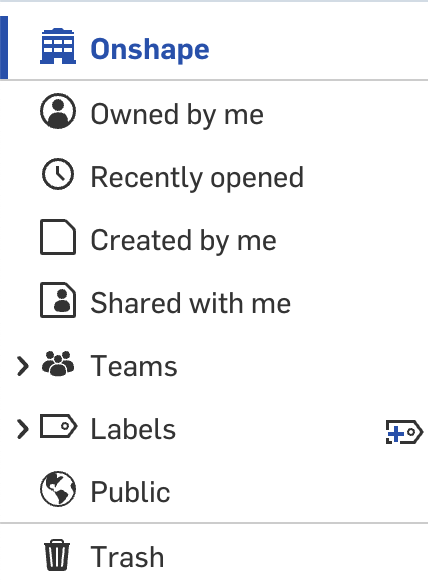 Onshape
Owned by me
Recently opened
Created by me
Shared with me
Teams
Labels
Public
Trash